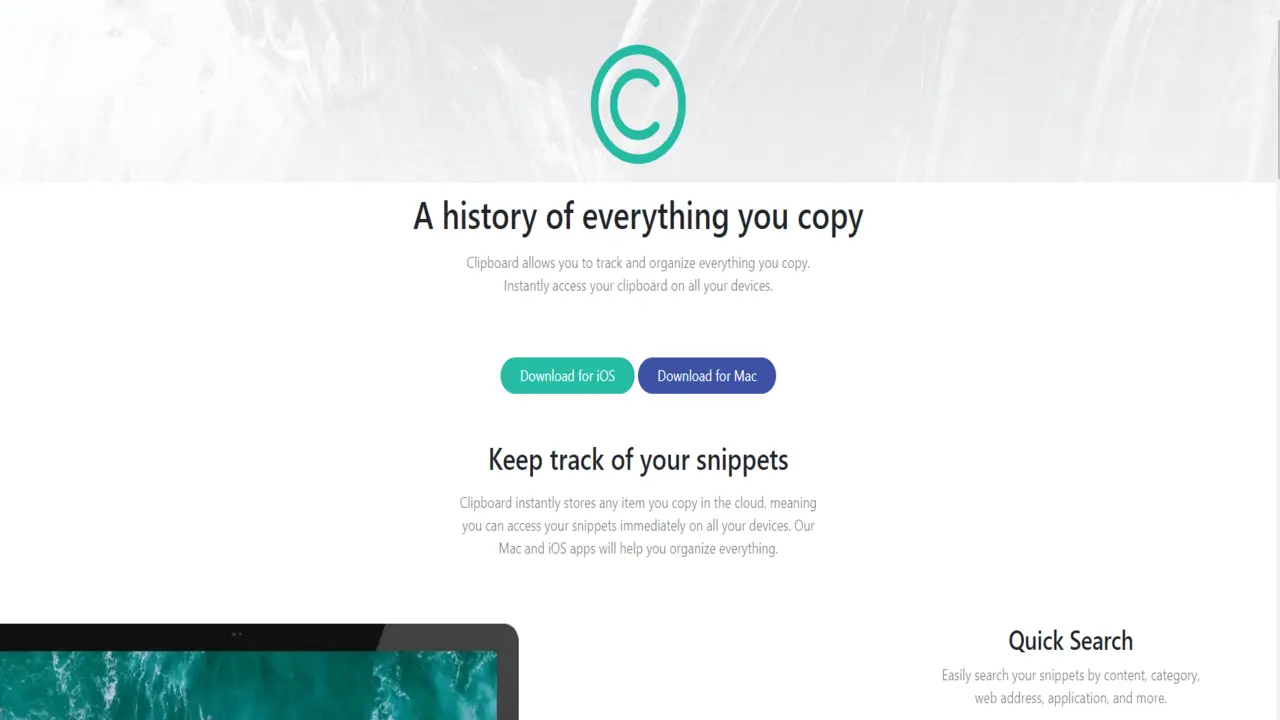 A history of everything you copy
Clipboard allows you to track and organize everything you copy.
Instantly access your clipboard on all your devices.
Download for iOS
Download for Mac
Keep track of your snippets
Clipboard instantly stores any item you copy in the cloud, meaning
you can access your snippets immediately on all your devices. Our
Mac and iOS apps will help you organize everything.
Quick Search
Easily search your snippets by content, category,
web address, application, and more.